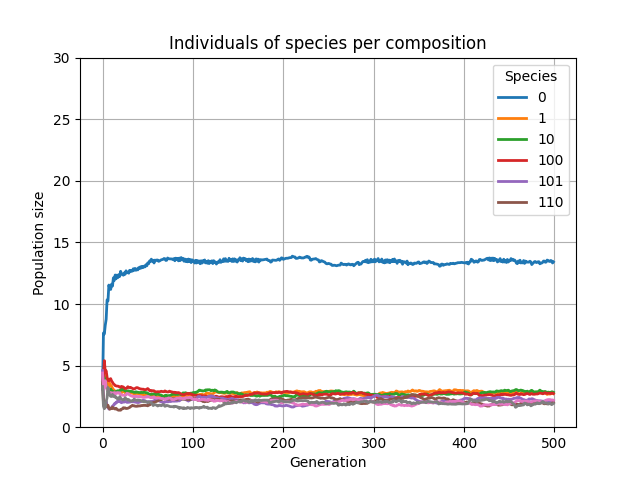 Individuals of species per composition
Population size
30
25
20
15
10
5
0
0 100 200 300 400 500
Generation
Species
0
1
10
100
101
110